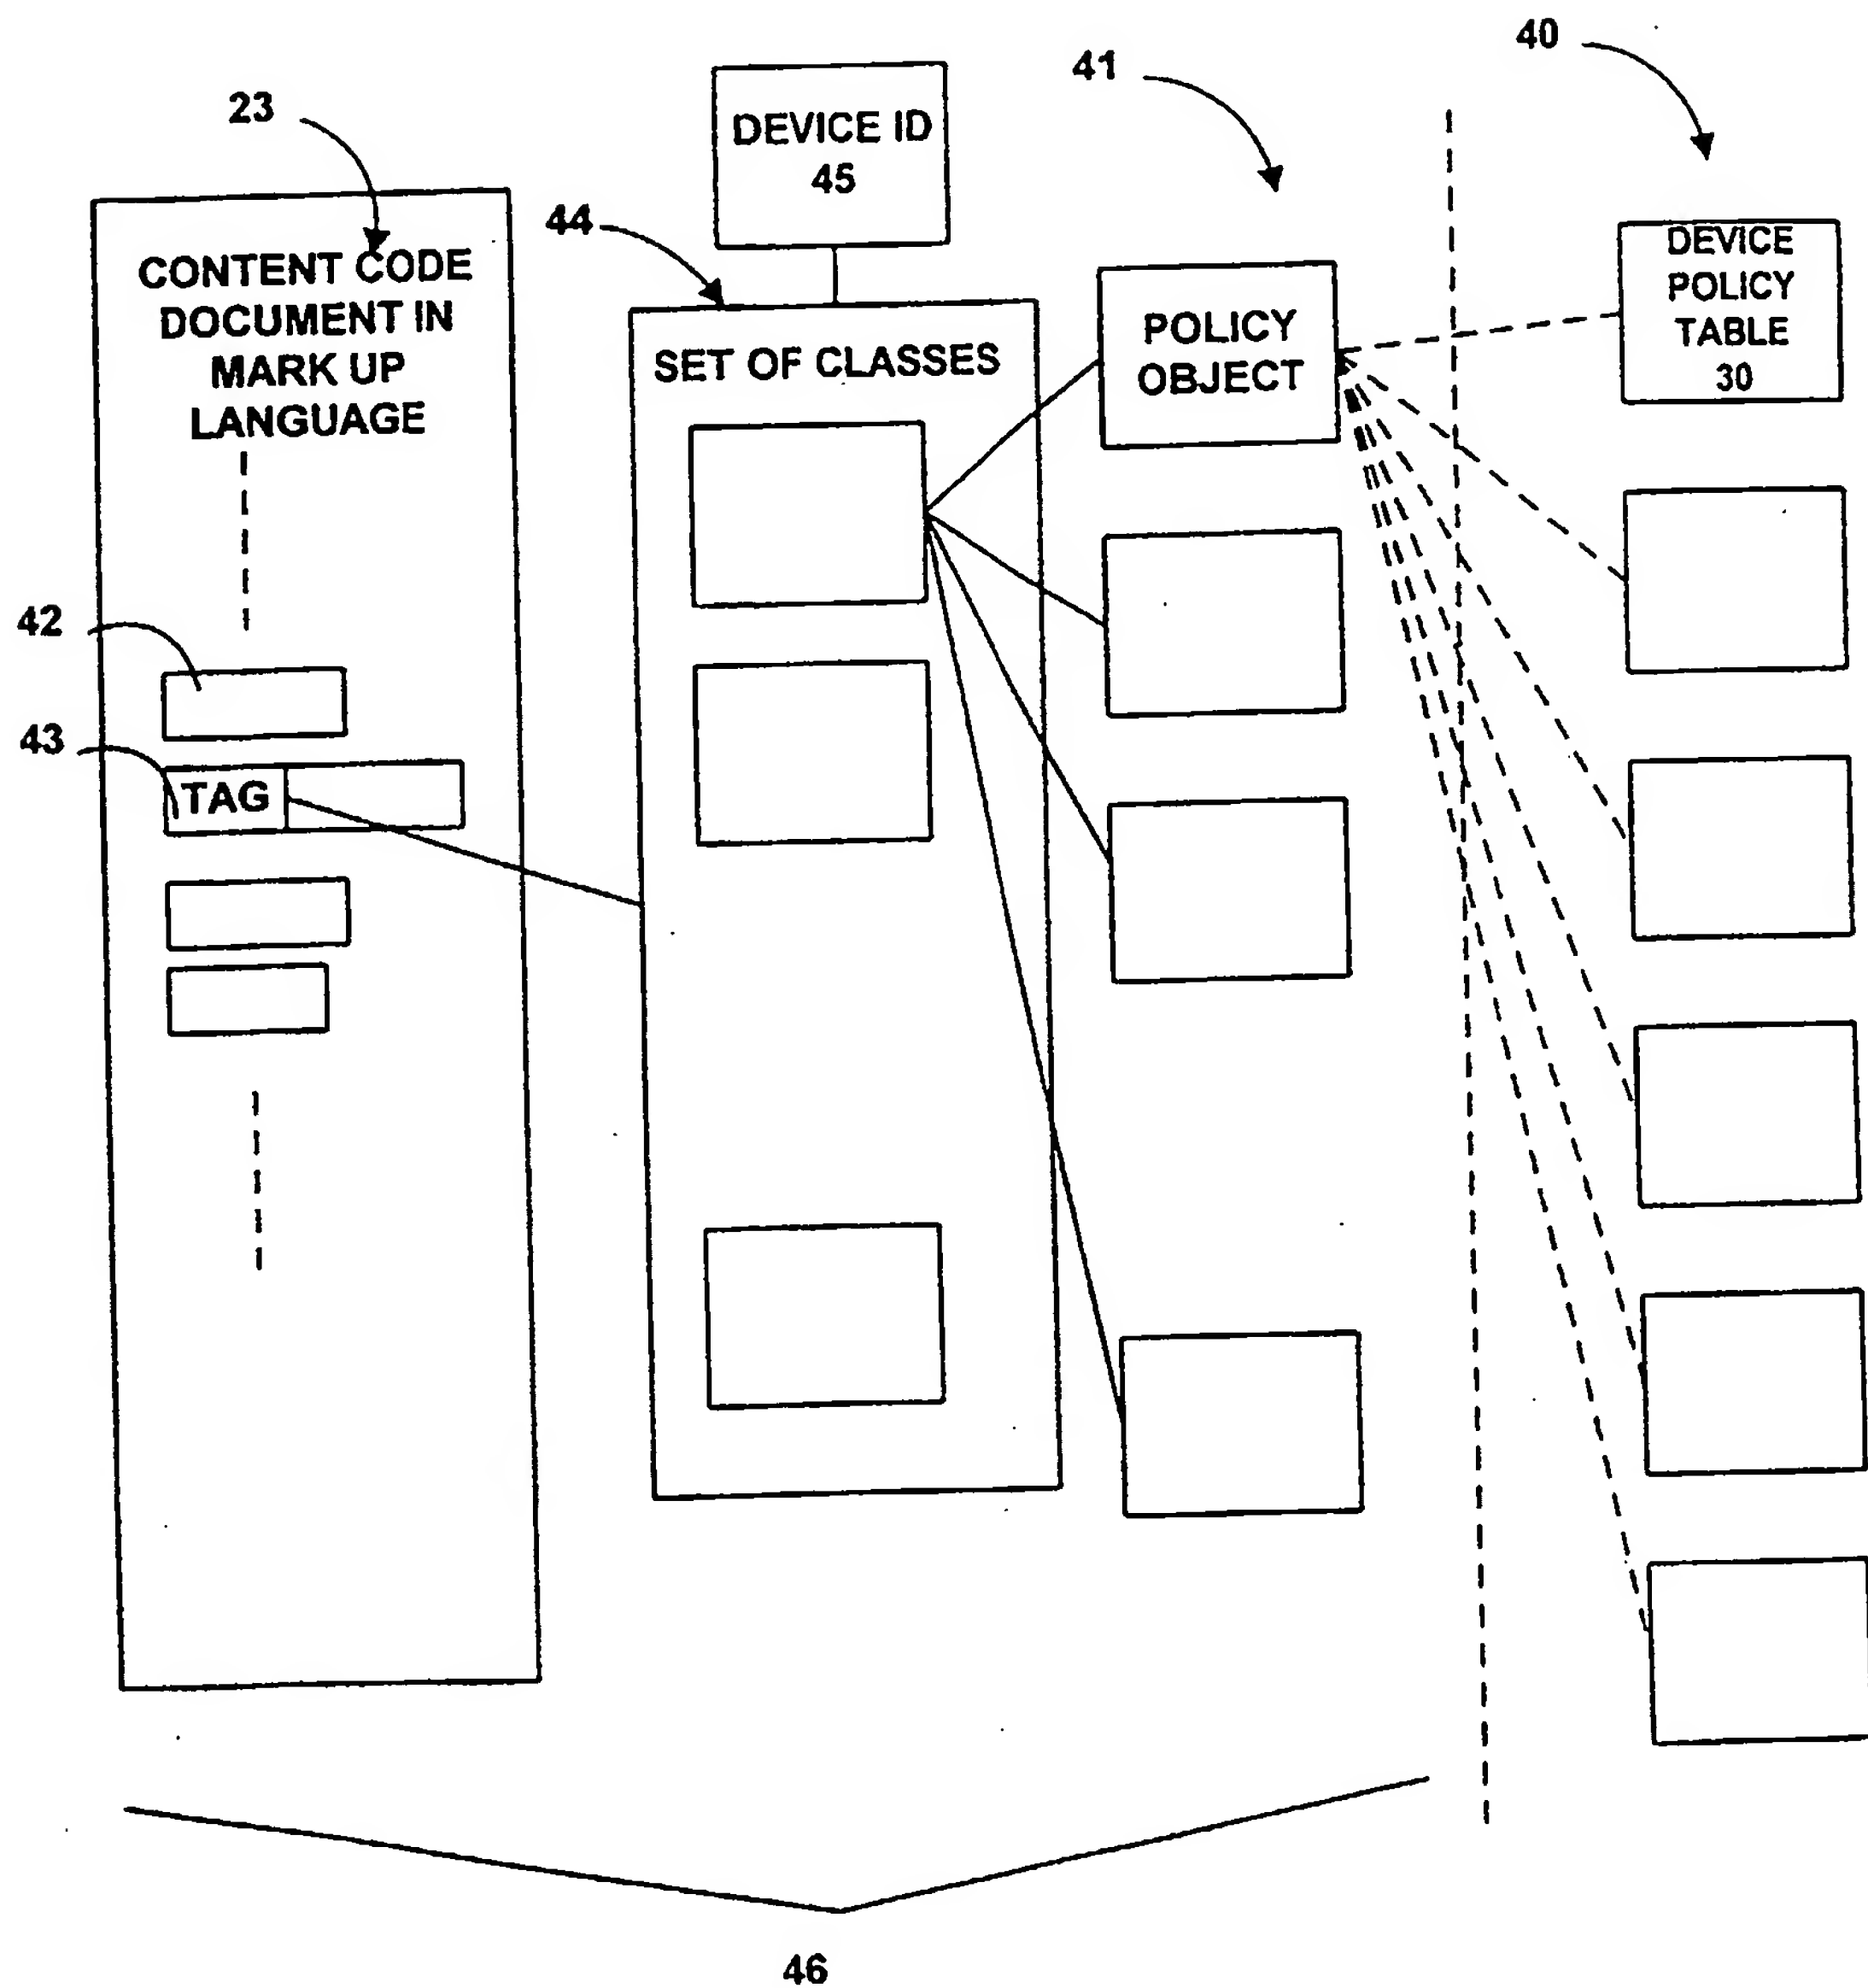 40
41
23
DEVICE ID
45
44
CONTENT CODE
DOCUMENT IN
MARK UP
LANGUAGE
SET OF CLASSES
POLICY
OBJECT
DEVICE
POLICY
TABLE
30
42
43
TAG
46